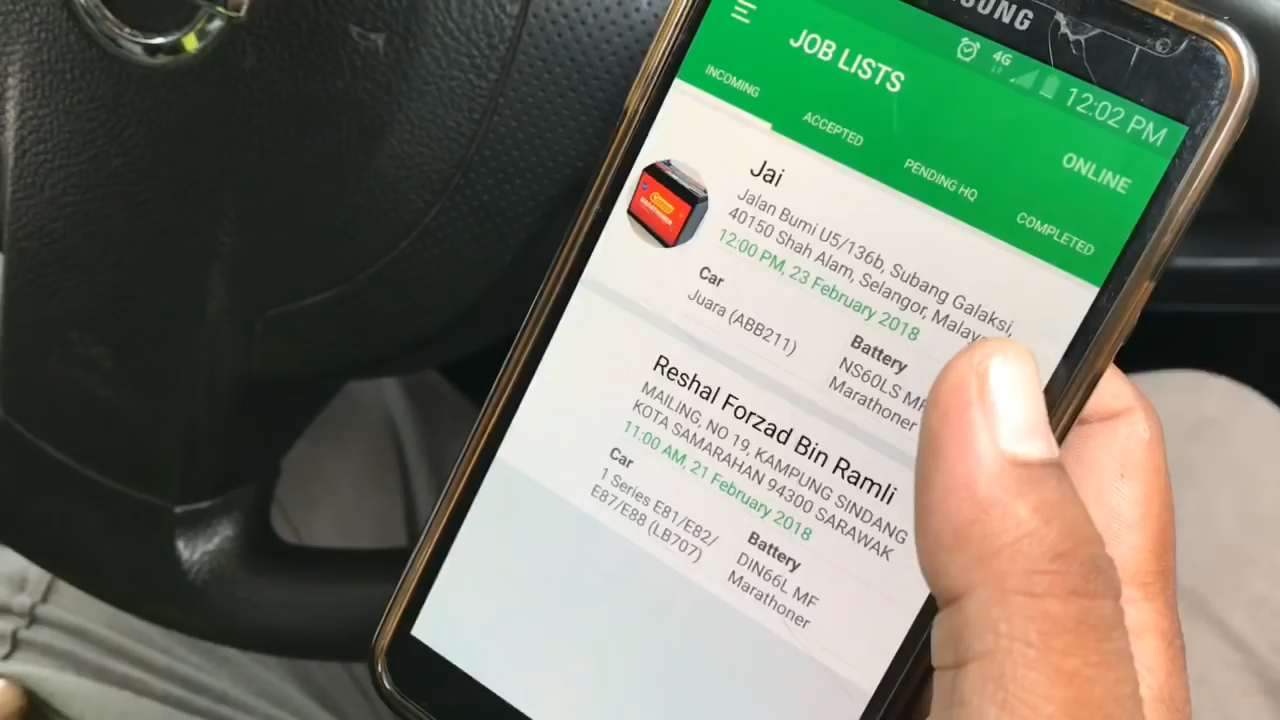 4G
12:02 PM
JOB LISTS
ONLINE
INCOMING
ACCEPTED
PENDING HQ
COMPLETED
Jai
Jalan Bumi U5/136b, Subang Galaksi,
40150 Shah Alam, Selangor,
12:00 PM, 23 February 2018
Car
Juara (ABB211)
Battery
NS60LS MF
Marathoner
Reshal Forzad Bin Ramli
MAILING, NO 19, KAMPUNG SINDANG
KOTA SAMARAHAN 94300 SARAWAK
11:00 AM, 21 February 2018
Car
1 Series E81/E82/
E87/E88 (LB707)
Battery
DIN66L MF
Marathoner